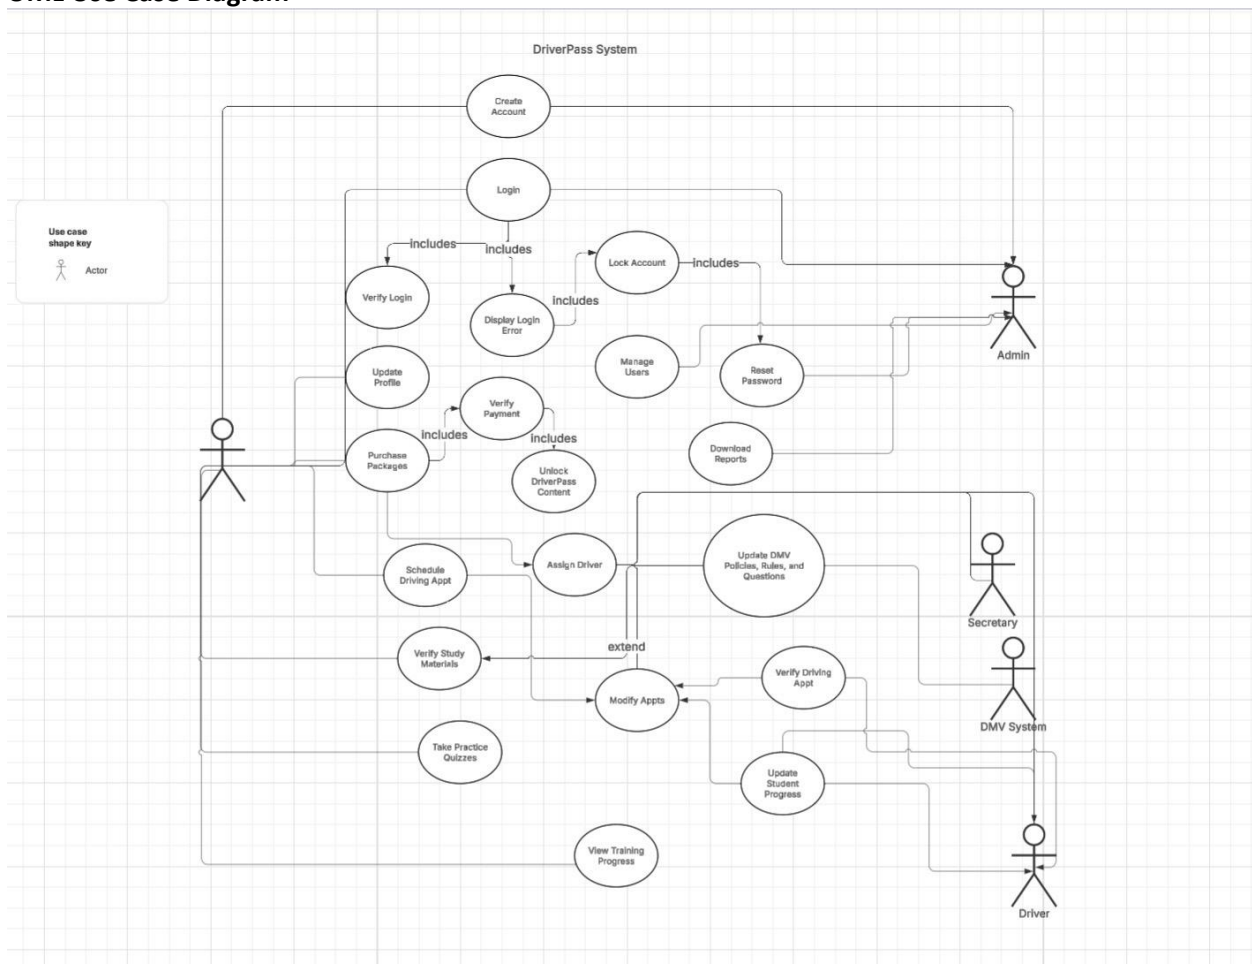 UML Use Case Diagram
DriverPass System
Create
Account
Login
Use case
shape key
Actor
includes
includes
Lock Account
includes
Verify Login
includes
Display Login
Error
Admin
Manage
Users
Reset
Password
Update
Profile
Verify
Payment
includes
includes
Purchase
Packages
Download
Reports
Unlock
DriverPass
Content
Assign Driver
Update DMV
Policies, Rules, and
Questions
Schedule
Driving Appt
Secretary
extend
Verify Study
Materials
Verify Driving
Appt
Modify Appts
DMV System
Take Practice
Quizzes
Update
Student
Progress
View Training
Progress
Driver